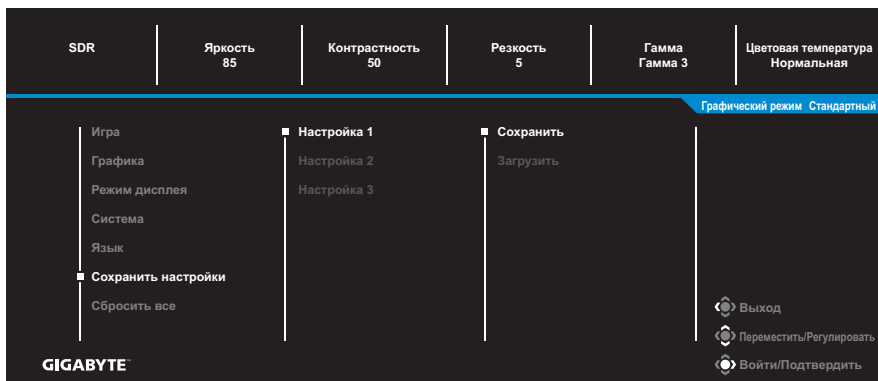 SDR
Яркость
85
Контрастность
50
Резкость
5
Гамма
Гамма 3
Цветовая температура
Нормальная
Графический режим Стандартный
Игра
Графика
Режим дисплея
Система
Язык
Сохранить настройки
Сбросить все
Настройка 1
Настройка 2
Настройка 3
Сохранить
Загрузить
Выход
Переместить/Регулировать
Войти/Подтвердить
GIGABYTE™